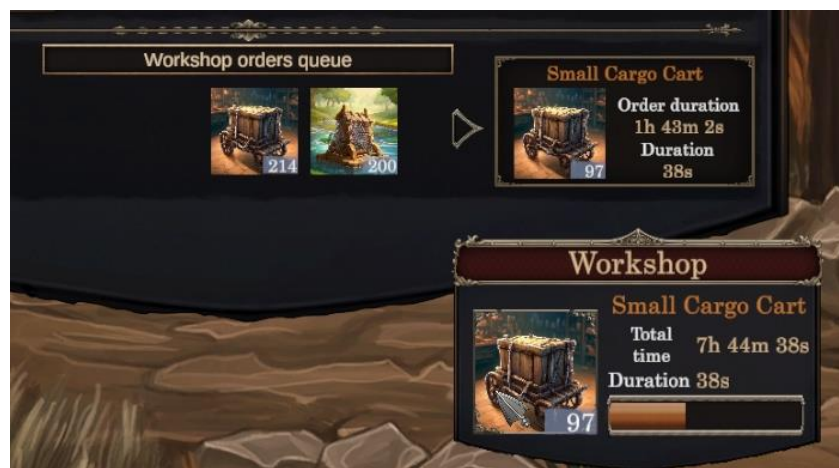 Workshop orders queue
214
200
Small Cargo Cart
Order duration
1h 43m 2s
Duration
38s
97
Workshop
Small Cargo Cart
Total
time
7h 44m 38s
Duration 38s
97